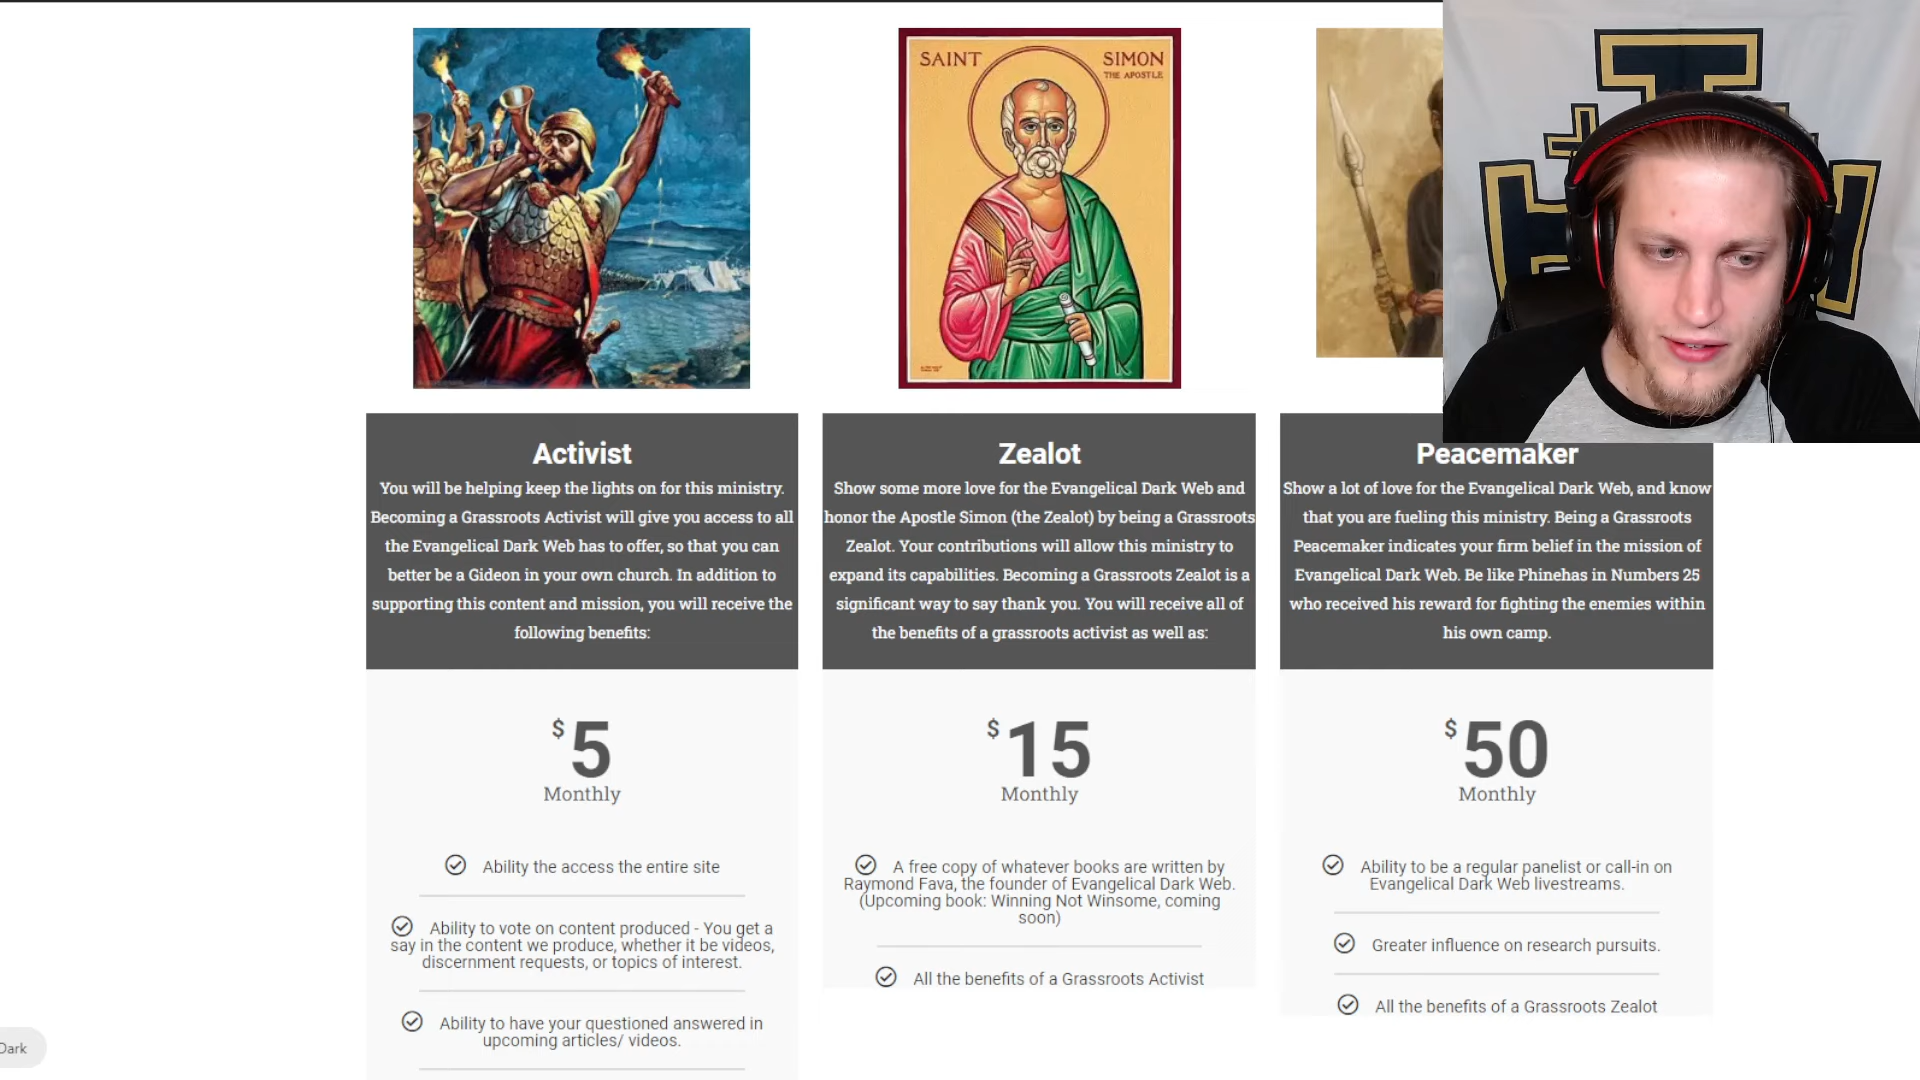 SAINT SIMON
THE APOSTLE
Activist
You will be helping keep the lights on for this ministry.
Becoming a Grassroots Activist will give you access to all
the Evangelical Dark Web has to offer, so that you can
better be a Gideon in your own church. In addition to
supporting this content and mission, you will receive the
following benefits:
$5
Monthly
Ability the access the entire site
Ability to vote on content produced - You get a
say in the content we produce, whether it be videos,
discernment requests, or topics of interest.
Ability to have your questioned answered in
upcoming articles/ videos.
Zealot
Show some more love for the Evangelical Dark Web and
honor the Apostle Simon (the Zealot) by being a Grassroots
Zealot. Your contributions will allow this ministry to
expand its capabilities. Becoming a Grassroots Zealot is a
significant way to say thank you. You will receive all of
the benefits of a grassroots activist as well as:
$15
Monthly
A free copy of whatever books are written by
Raymond Fava, the founder of Evangelical Dark Web.
(Upcoming book: Winning Not Winsome, coming
soon)
All the benefits of a Grassroots Activist
Peacemaker
Show a lot of love for the Evangelical Dark Web, and know
that you are fueling this ministry. Being a Grassroots
Peacemaker indicates your firm belief in the mission of
Evangelical Dark Web. Be like Phinehas in Numbers 25
who received his reward for fighting the enemies within
his own camp.
$50
Monthly
Ability to be a regular panelist or call-in on
Evangelical Dark Web livestreams.
Greater influence on research pursuits.
All the benefits of a Grassroots Zealot
Dark